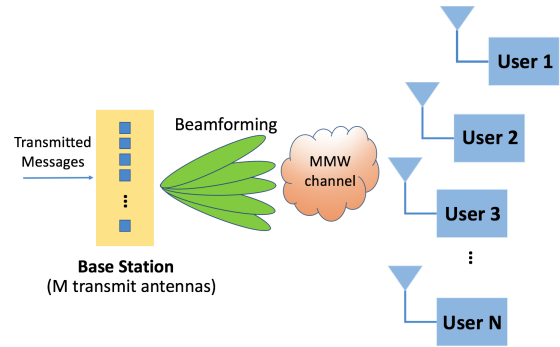 Transmitted
Messages
Beamforming
MMW
channel
Base Station
(M transmit antennas)
User 1
User 2
User 3
User N